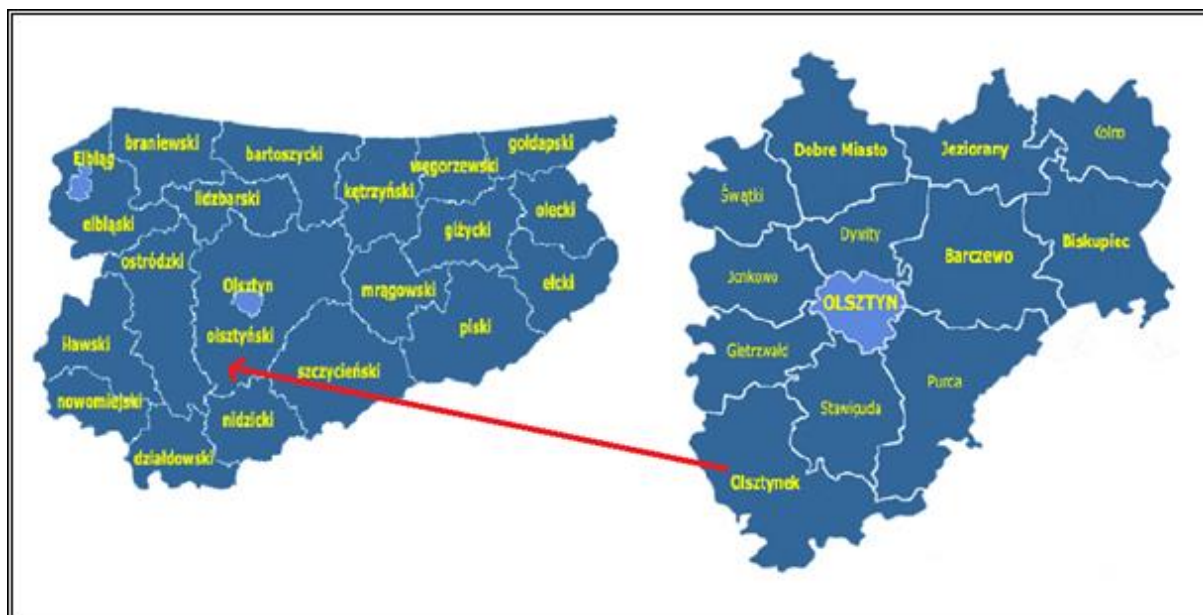 gołdapski
braniewski
bartoszycki
węgorzewski
Elbląg
kętrzyński
lidzbarski
olecki
elbląski
giżycki
ostródzki
Olsztyn
mrągowski
ełcki
piski
olsztyński
iławski
szczycieński
nowomiejski
nidzicki
działdowski
Kolno
Dobre Miasto
Jeziorany
Świątki
Dywity
Biskupiec
Barczewo
Jonkowo
OLSZTYN
Gietrzwałd
Purda
Stawiguda
Olsztynek